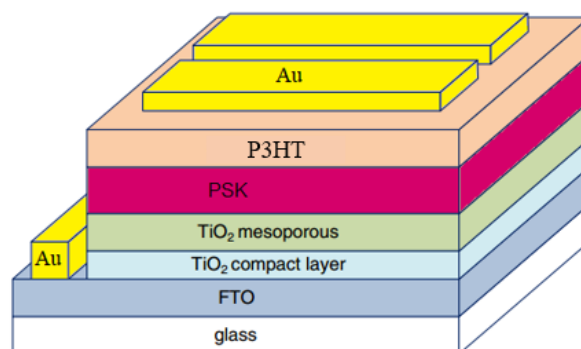 Au
P3HT
PSK
TiO₂ mesoporous
TiO₂ compact layer
Au
FTO
glass